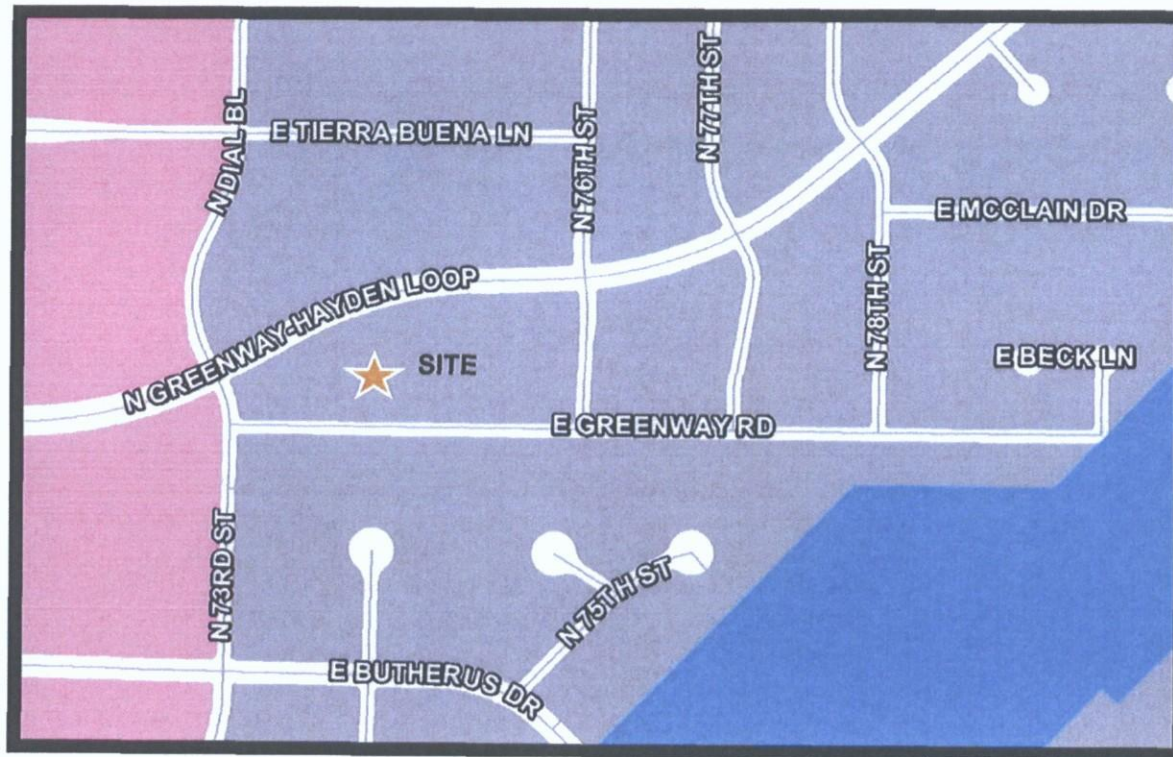 N DIAL BL
E TIERRA BUENA LN
N 76TH ST
N 77TH ST
E MCCLAIN DR
N GREENWAY-HAYDEN LOOP
N 78TH ST
SITE
E BECK LN
E GREENWAY RD
N 73RD ST
N 75TH ST
E BUTHERUS DR